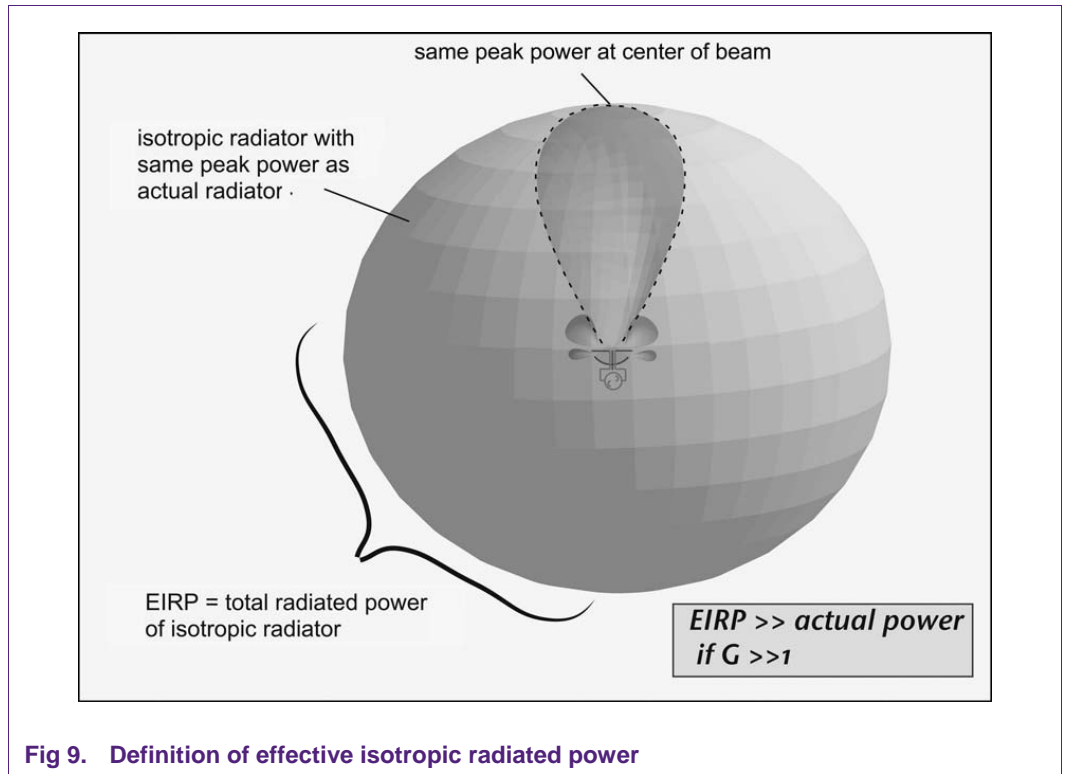 same peak power at center of beam
isotropic radiator with
same peak power as
actual radiator .
EIRP = total radiated power
of isotropic radiator
EIRP >> actual power
if G >>1
Fig 9. Definition of effective isotropic radiated power